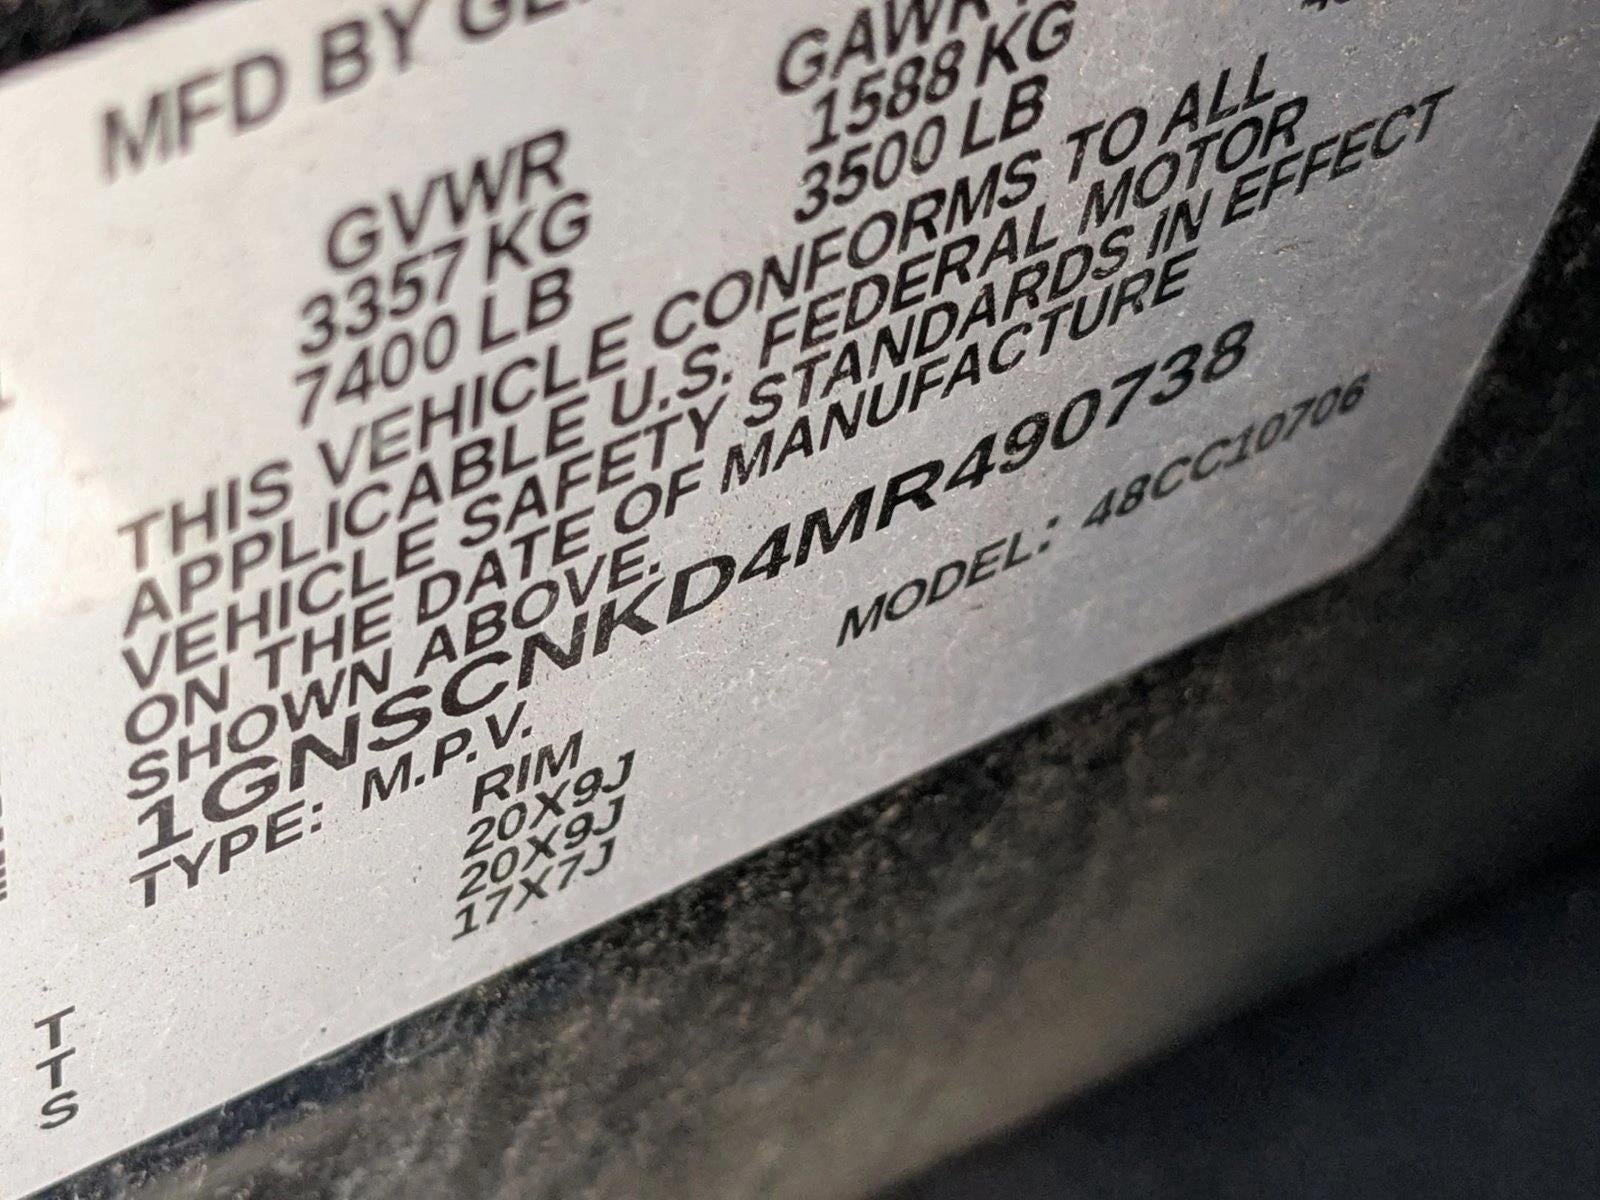 MFD BY GE
GVWR
3357 KG
7400 LB
GAWR
1588 KG
3500 LB
THIS VEHICLE CONFORMS TO ALL
APPLICABLE U.S. FEDERAL MOTOR
VEHICLE SAFETY STANDARDS IN EFFECT
ON THE DATE OF MANUFACTURE
SHOWN ABOVE.
1GNSCNKD4MR490738
TYPE: M.P.V.
MODEL: 48CC10706
RIM
20X9J
20X9J
17X7J
T
T
S